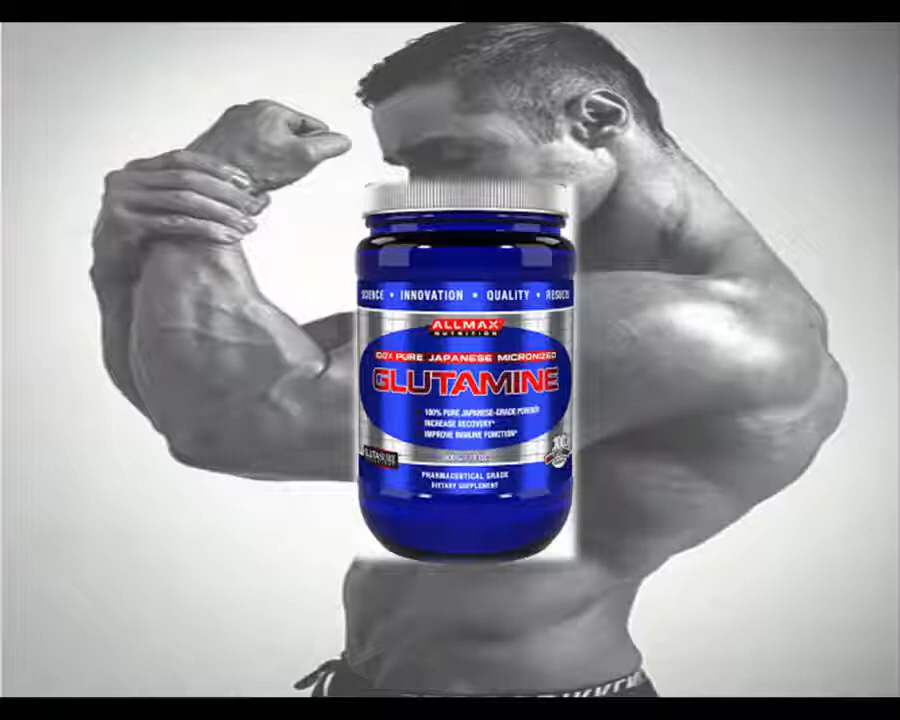 SCIENCE • INNOVATION • QUALITY • RESULTS
ALLMAX
NUTRITION
100% PURE JAPANESE MICRONIZED
GLUTAMINE
100% PURE JAPANESE-GRADE POWDER
INCREASE RECOVERY*
IMPROVE IMMUNE FUNCTION*
PHARMACEUTICAL GRADE
DIETARY SUPPLEMENT